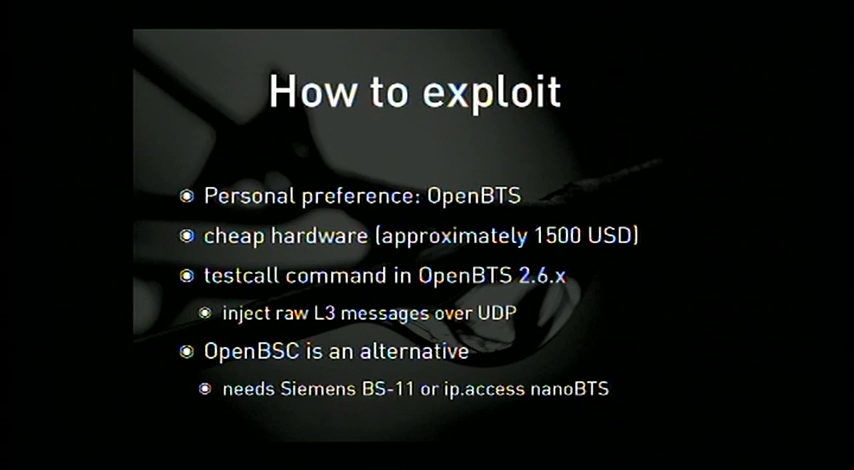 How to exploit
Personal preference: OpenBTS
cheap hardware (approximately 1500 USD)
testcall command in OpenBTS 2.6.x
inject raw L3 messages over UDP
OpenBSC is an alternative
needs Siemens BS-11 or ip.access nanoBTS